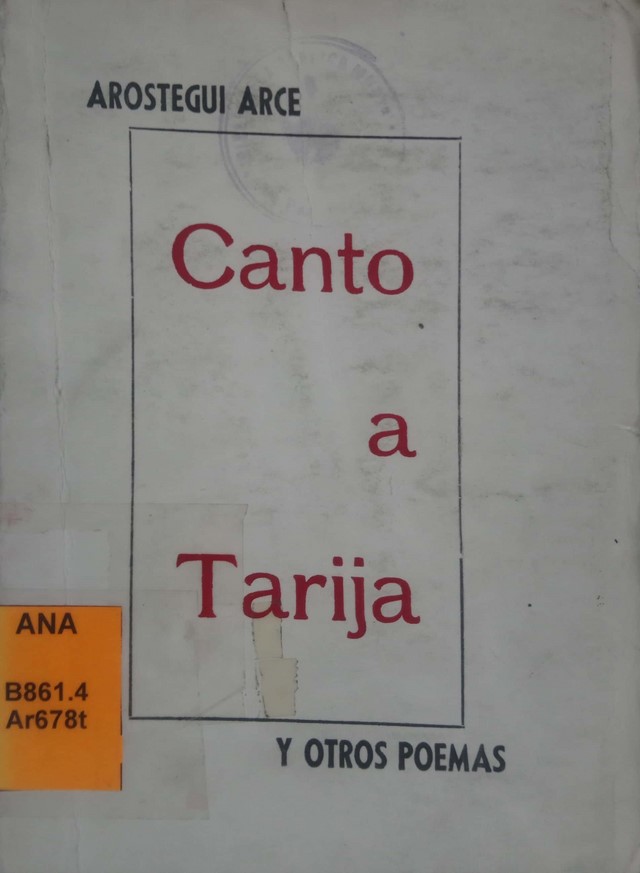 AROSTEGUI ARCE
Canto
a
Tarija
ANA
B861.4
Ar678t
Y OTROS POEMAS